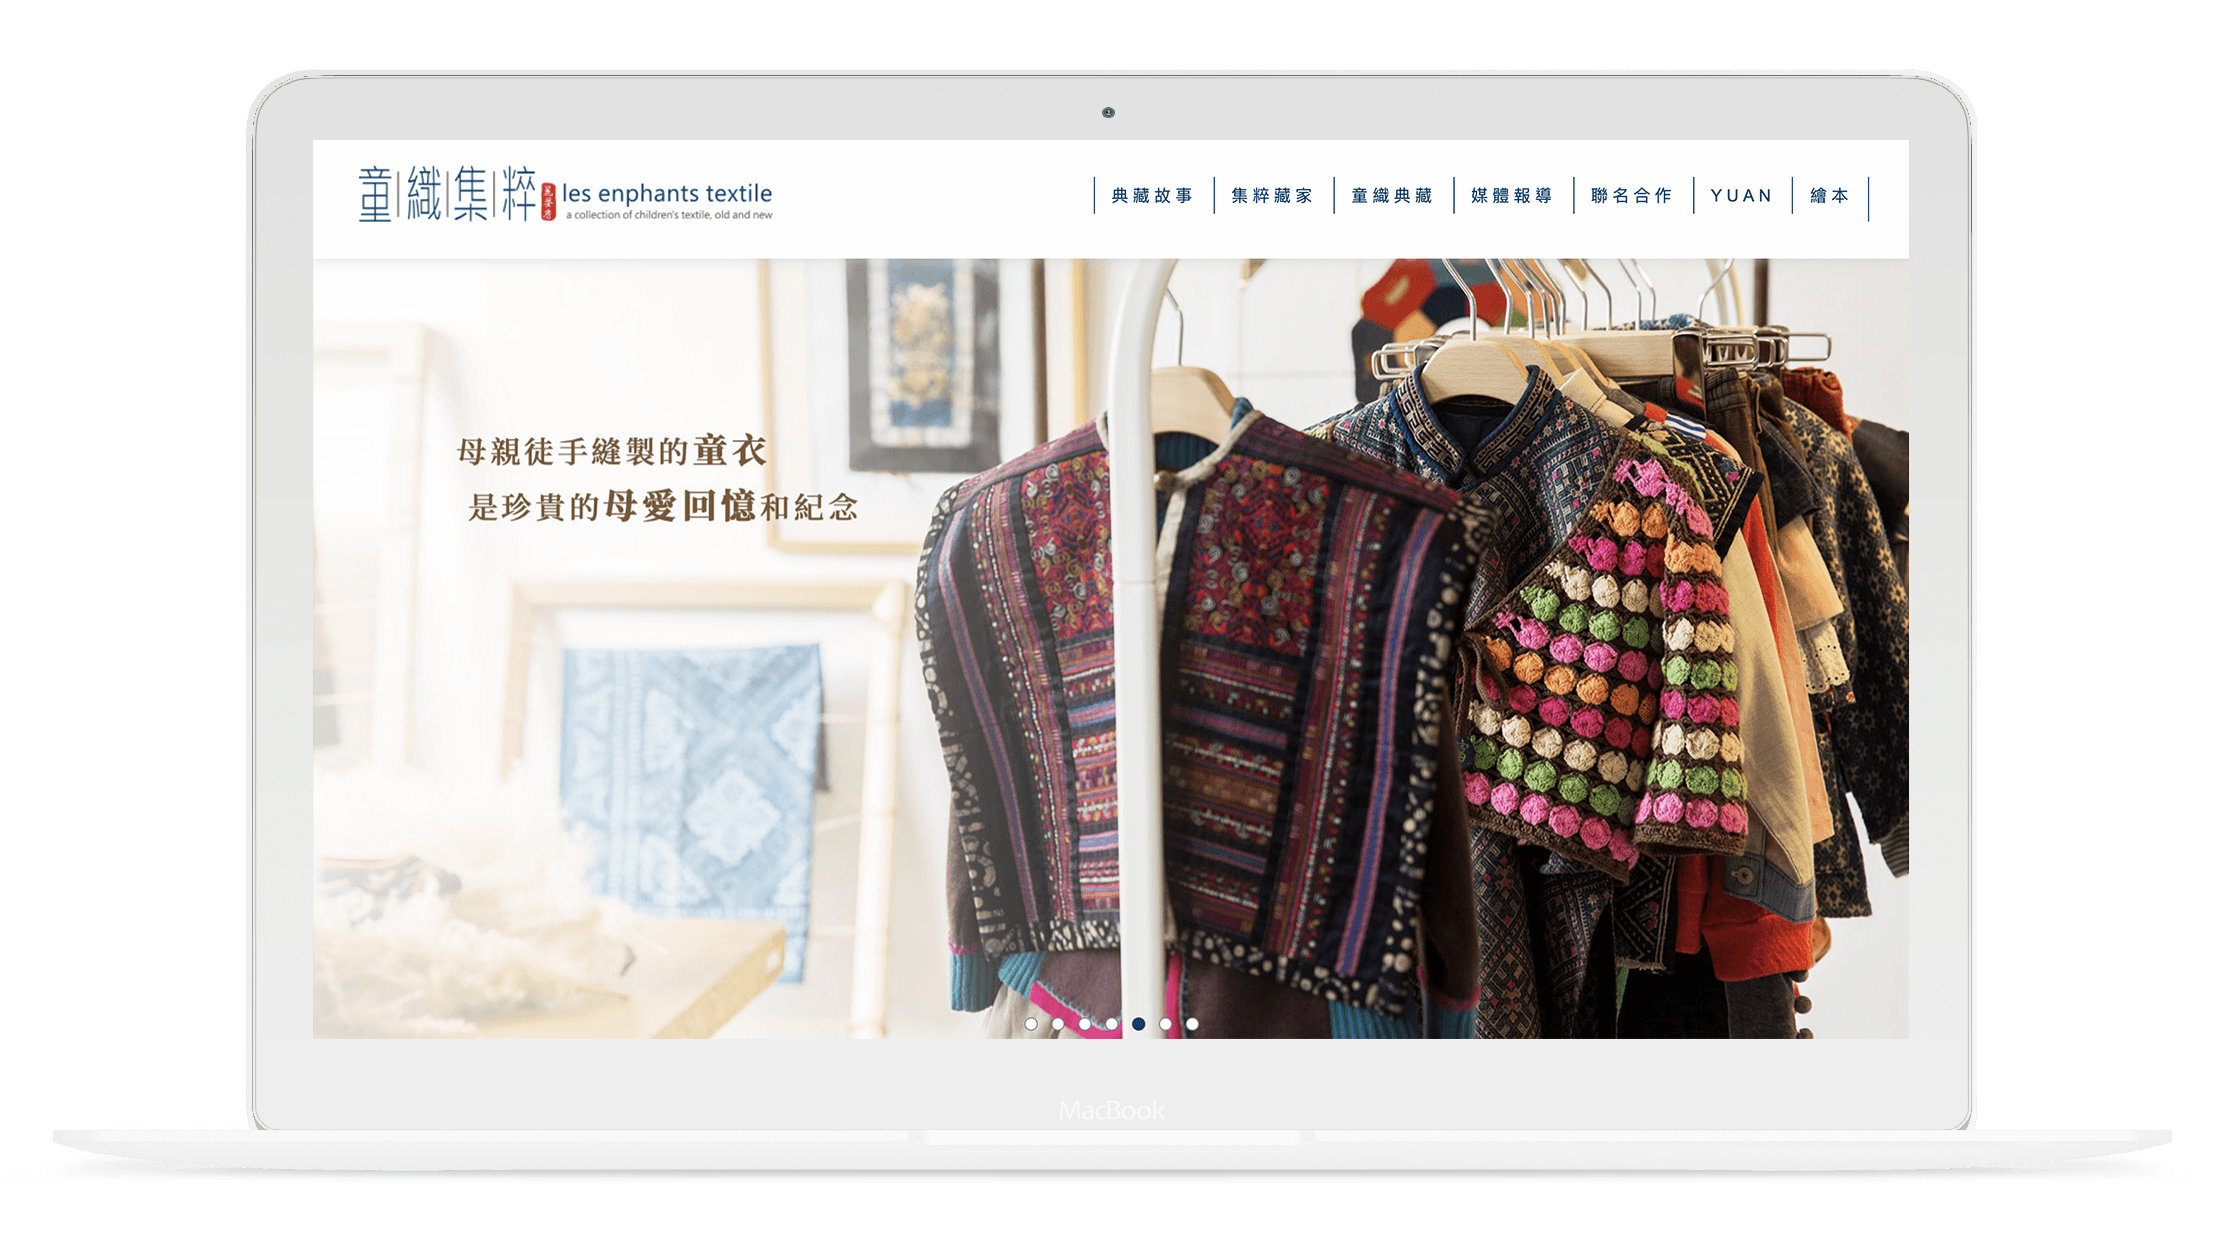 童織集粹
les enphants textile
a collection of children's textile, old and new
典藏故事
集粹藏家
童織典藏
媒體報導
聯名合作
YUAN
繪本
母親徒手縫製的童衣
是珍貴的母愛回憶和紀念
MacBook